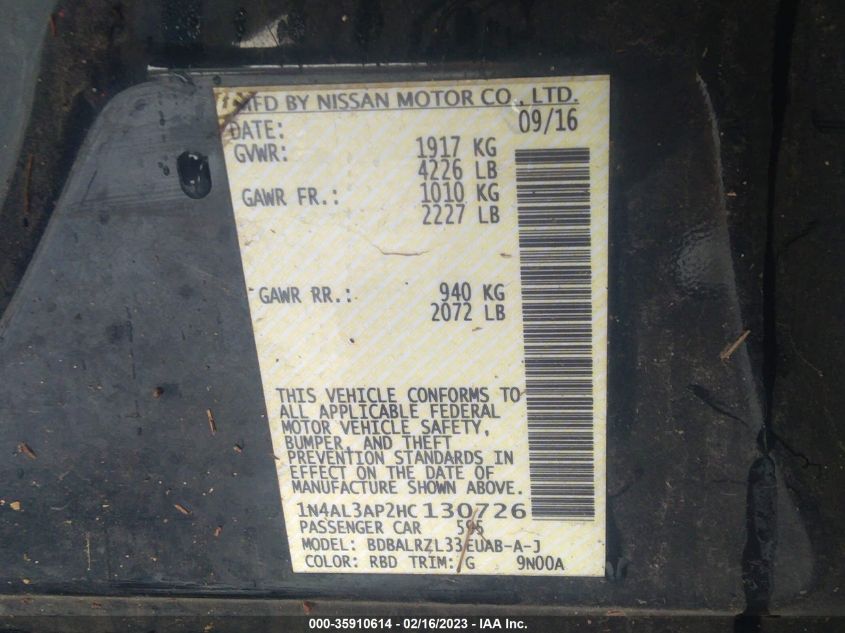 MFD BY NISSAN MOTOR CO., LTD.
DATE: 09/16
GVWR: 1917 KG
4226 LB
GAWR FR.: 1010 KG
2227 LB
GAWR RR.: 940 KG
2072 LB
THIS VEHICLE CONFORMS TO
ALL APPLICABLE FEDERAL
MOTOR VEHICLE SAFETY,
BUMPER, AND THEFT
PREVENTION STANDARDS IN
EFFECT ON THE DATE OF
MANUFACTURE SHOWN ABOVE.
1N4AL3AP2HC130726
PASSENGER CAR 595
MODEL: BDBALRZL33EUAB-A-J
COLOR: RBD TRIM: G 9N00A
000-35910614 - 02/16/2023 - IAA Inc.